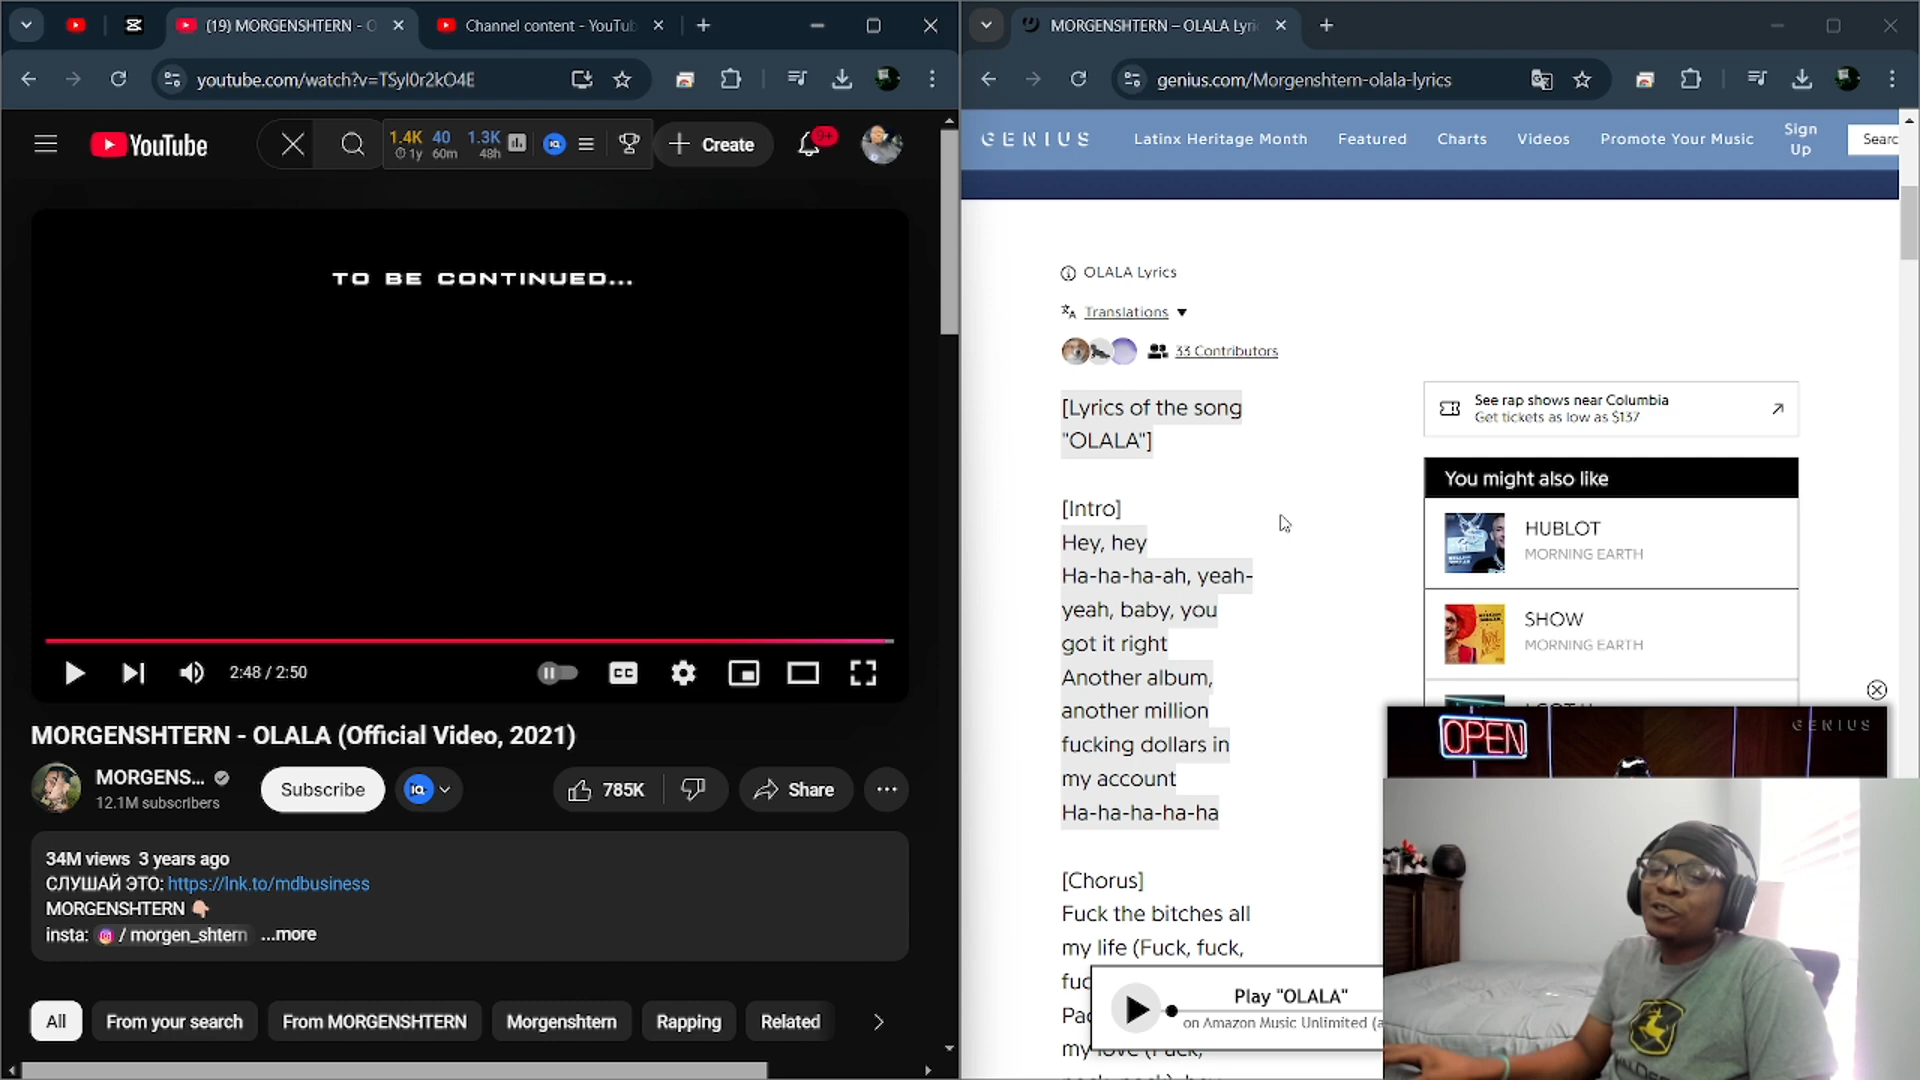 (19) MORGENSHTERN - O
Channel content - YouTub
youtube.com/watch?v=TSyI0r2kO4E
YouTube
1.4K 40 1.3K
1y 60m 48h
Create
9+
TO BE CONTINUED...
2:48 / 2:50
CC
MORGENSHTERN - OLALA (Official Video, 2021)
MORGENS...
12.1M subscribers
Subscribe
IQ
785K
Share
34M views 3 years ago
СЛУШАЙ ЭТО: https://lnk.to/mdbusiness
MORGENSHTERN
insta: / morgen_shtern ...more
All
From your search
From MORGENSHTERN
Morgenshtern
Rapping
Related
MORGENSHTERN – OLALA Lyri
genius.com/Morgenshtern-olala-lyrics
GENIUS
Latinx Heritage Month
Featured
Charts
Videos
Promote Your Music
Sign
Up
Searc
OLALA Lyrics
Translations
33 Contributors
[Lyrics of the song
"OLALA"]
[Intro]
Hey, hey
Ha-ha-ha-ah, yeah-
yeah, baby, you
got it right
Another album,
another million
fucking dollars in
my account
Ha-ha-ha-ha-ha
[Chorus]
Fuck the bitches all
my life (Fuck, fuck,
See rap shows near Columbia
Get tickets as low as $137
You might also like
HUBLOT
MORNING EARTH
SHOW
MORNING EARTH
OPEN
GENIUS
Play "OLALA"
on Amazon Music Unlimited (a